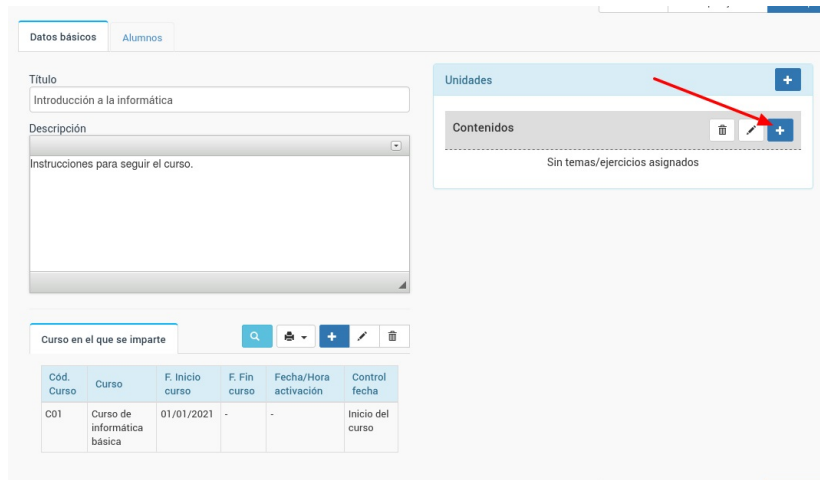 Datos básicos
Alumnos
Título
Introducción a la informática
Descripción
Instrucciones para seguir el curso.
Unidades
Contenidos
Sin temas/ejercicios asignados
Curso en el que se imparte
Cód. Curso
Curso
F. Inicio curso
F. Fin curso
Fecha/Hora activación
Control fecha
C01
Curso de informática básica
01/01/2021
-
-
Inicio del curso